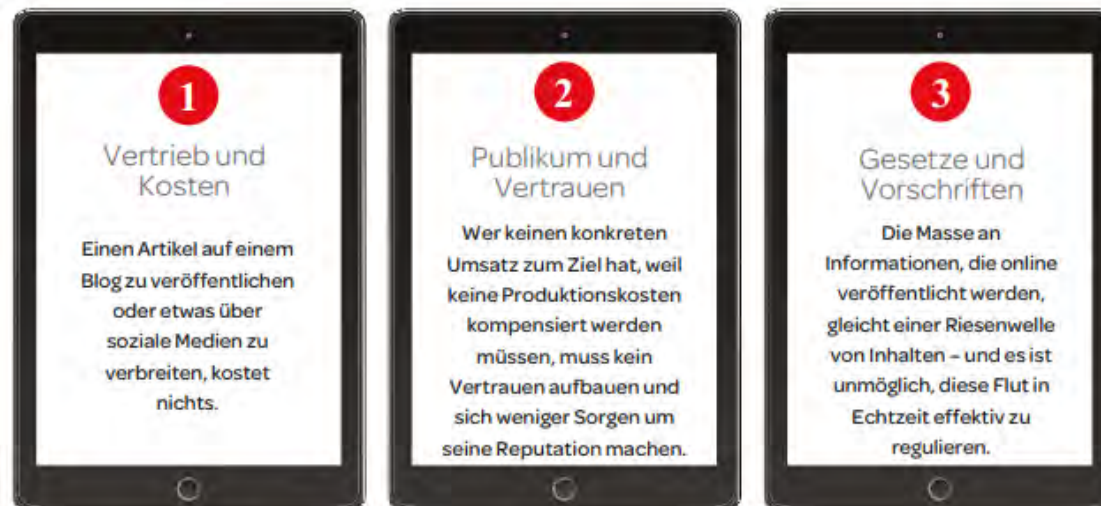 1
Vertrieb und
Kosten
Einen Artikel auf einem
Blog zu veröffentlichen
oder etwas über
soziale Medien zu
verbreiten, kostet
nichts.
2
Publikum und
Vertrauen
Wer keinen konkreten
Umsatz zum Ziel hat, weil
keine Produktionskosten
kompensiert werden
müssen, muss kein
Vertrauen aufbauen und
sich weniger Sorgen um
seine Reputation machen.
3
Gesetze und
Vorschriften
Die Masse an
Informationen, die online
veröffentlicht werden,
gleicht einer Riesenwelle
von Inhalten – und es ist
unmöglich, diese Flut in
Echtzeit effektiv zu
regulieren.